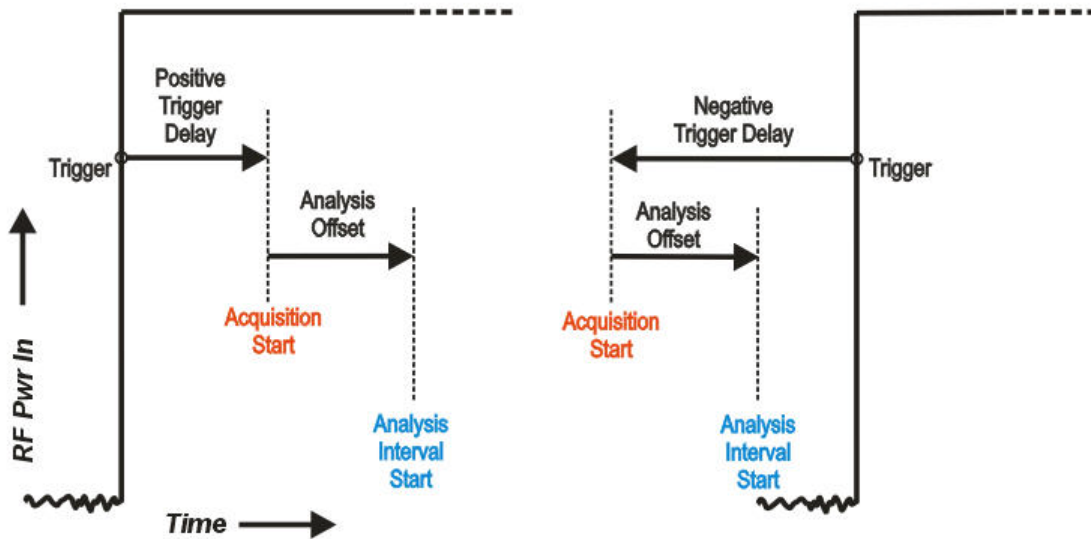 Positive
Trigger
Delay
Trigger
Analysis
Offset
Acquisition
Start
Analysis
Interval
Start
RF Pwr In
Time
Negative
Trigger Delay
Trigger
Analysis
Offset
Acquisition
Start
Analysis
Interval
Start